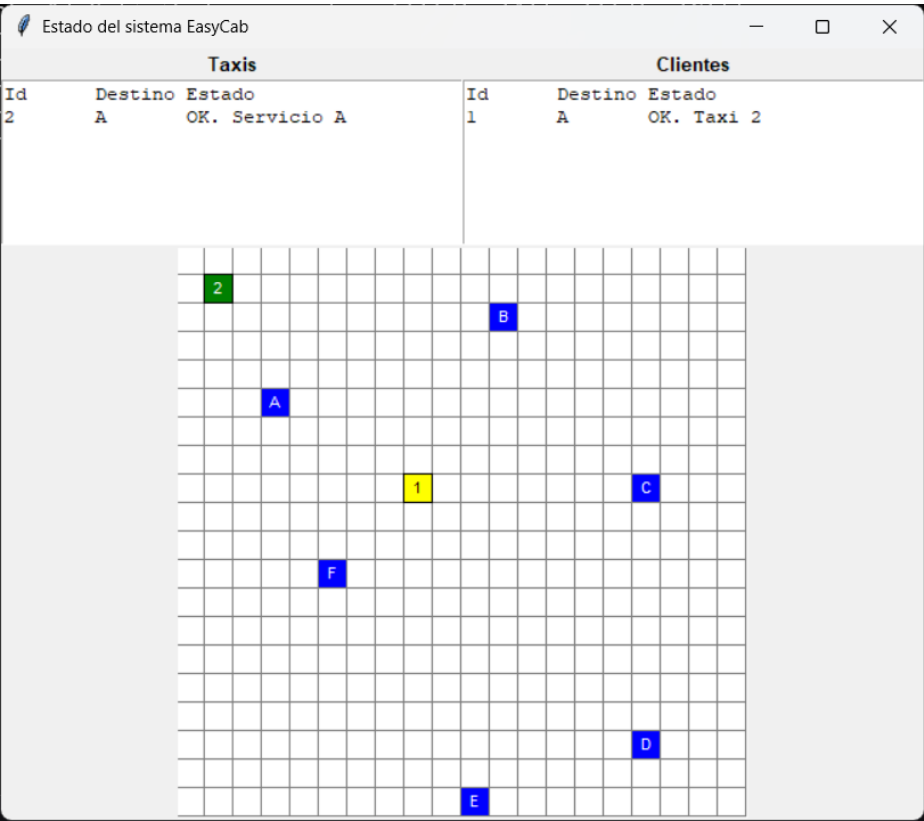 Estado del sistema EasyCab
Taxis Clientes
Id Destino Estado Id Destino Estado
2 A OK. Servicio A 1 A OK. Taxi 2
2
B
A
1 C
F
D
E